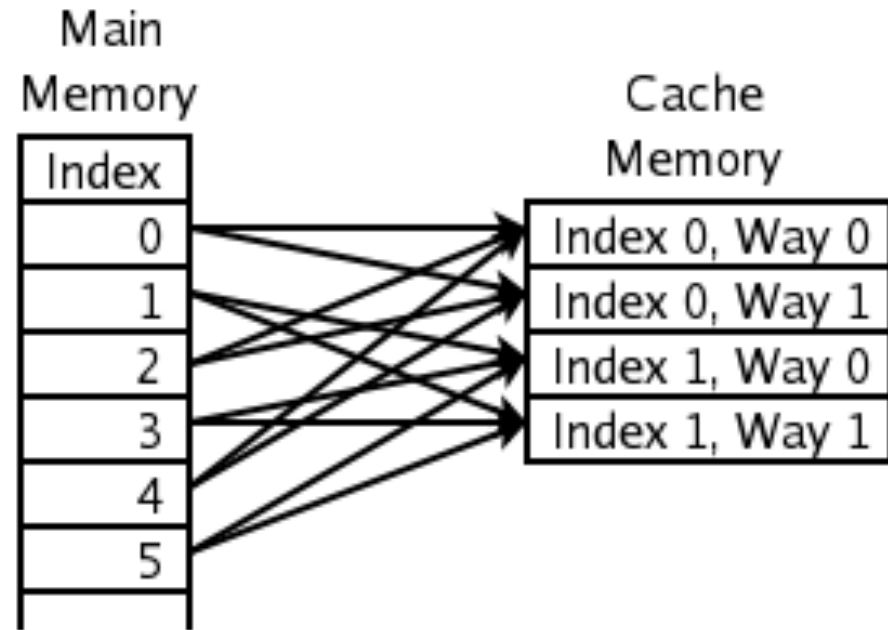 Main
Memory
Index
0
1
2
3
4
5
Cache
Memory
Index 0, Way 0
Index 0, Way 1
Index 1, Way 0
Index 1, Way 1